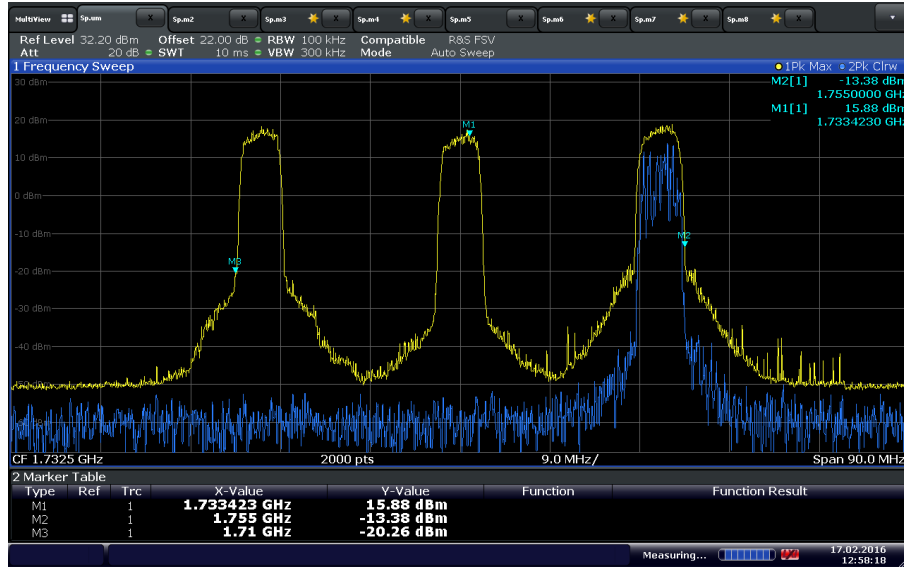 MultiView Sp.um X Sp.m2 X Sp.m3 X Sp.m4 X Sp.m5 X Sp.m6 X Sp.m7 X Sp.m8 X
Ref Level 32.20 dBm Offset 22.00 dB RBW 100 kHz Compatible R&S FSV
Att 20 dB SWT 10 ms VBW 300 kHz Mode Auto Sweep
1 Frequency Sweep 1Pk Max 2Pk Clrw
30 dBm M2[1] -13.38 dBm
1.7550000 GHz
M1[1] 15.88 dBm
1.7334230 GHz
20 dBm
M1
10 dBm
0 dBm
-10 dBm
M2
M3
-20 dBm
-30 dBm
-40 dBm
CF 1.7325 GHz 2000 pts 9.0 MHz/ Span 90.0 MHz
2 Marker Table
Type Ref Trc X-Value Y-Value Function Function Result
M1 1 1.733423 GHz 15.88 dBm
M2 1 1.755 GHz -13.38 dBm
M3 1 1.71 GHz -20.26 dBm
Measuring... 17.02.2016
12:58:18